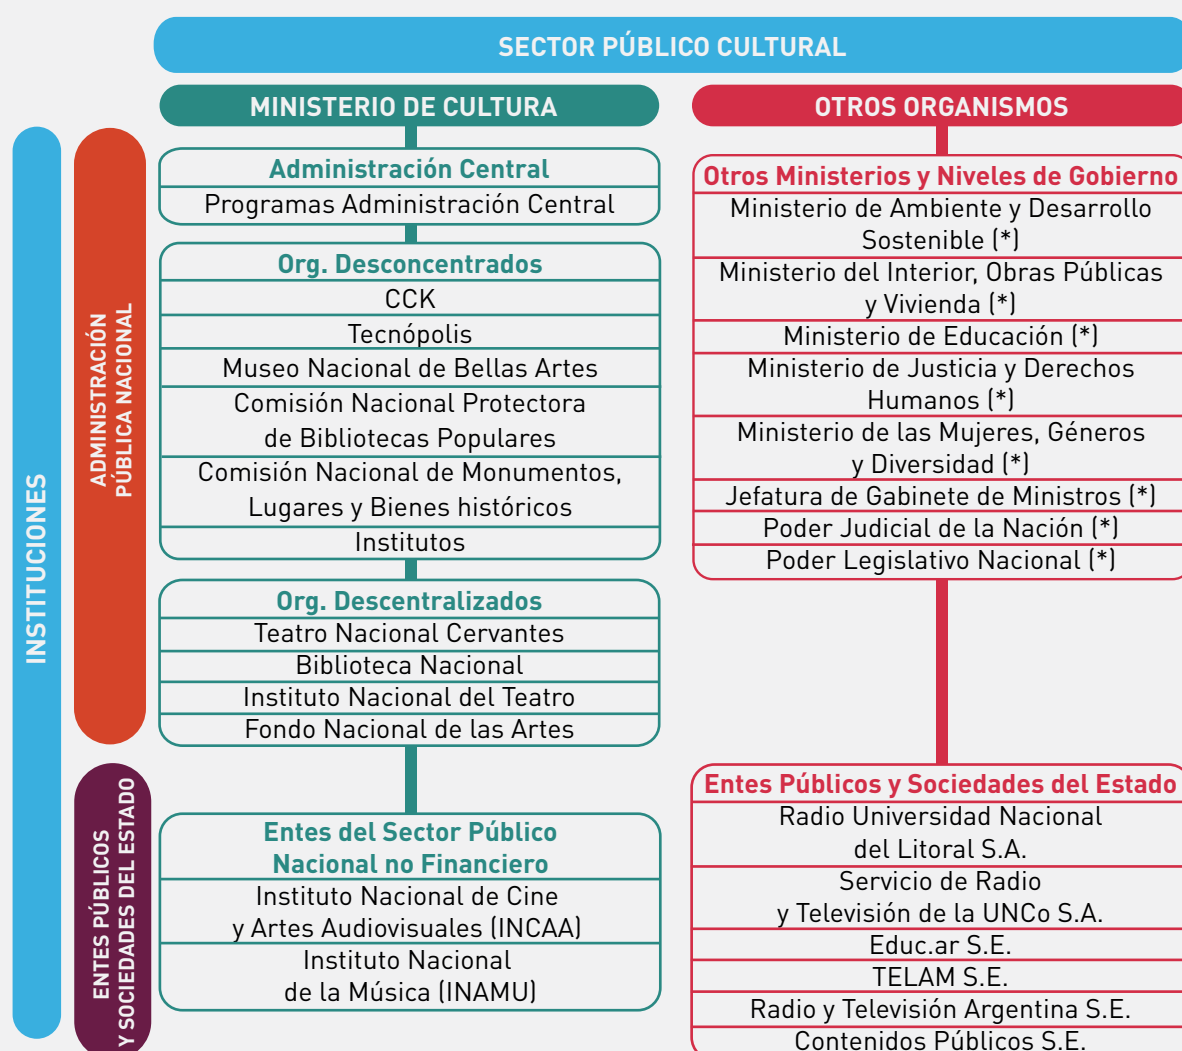 SECTOR PÚBLICO CULTURAL
INSTITUCIONES
ADMINISTRACIÓN
PÚBLICA NACIONAL
ENTES PÚBLICOS
Y SOCIEDADES DEL ESTADO
MINISTERIO DE CULTURA
Administración Central
Programas Administración Central
Org. Desconcentrados
CCK
Tecnópolis
Museo Nacional de Bellas Artes
Comisión Nacional Protectora
de Bibliotecas Populares
Comisión Nacional de Monumentos,
Lugares y Bienes históricos
Institutos
Org. Descentralizados
Teatro Nacional Cervantes
Biblioteca Nacional
Instituto Nacional del Teatro
Fondo Nacional de las Artes
Entes del Sector Público
Nacional no Financiero
Instituto Nacional de Cine
y Artes Audiovisuales (INCAA)
Instituto Nacional
de la Música (INAMU)
OTROS ORGANISMOS
Otros Ministerios y Niveles de Gobierno
Ministerio de Ambiente y Desarrollo
Sostenible (*)
Ministerio del Interior, Obras Públicas
y Vivienda (*)
Ministerio de Educación (*)
Ministerio de Justicia y Derechos
Humanos (*)
Ministerio de las Mujeres, Géneros
y Diversidad (*)
Jefatura de Gabinete de Ministros (*)
Poder Judicial de la Nación (*)
Poder Legislativo Nacional (*)
Entes Públicos y Sociedades del Estado
Radio Universidad Nacional
del Litoral S.A.
Servicio de Radio
y Televisión de la UNCo S.A.
Educ.ar S.E.
TELAM S.E.
Radio y Televisión Argentina S.E.
Contenidos Públicos S.E.